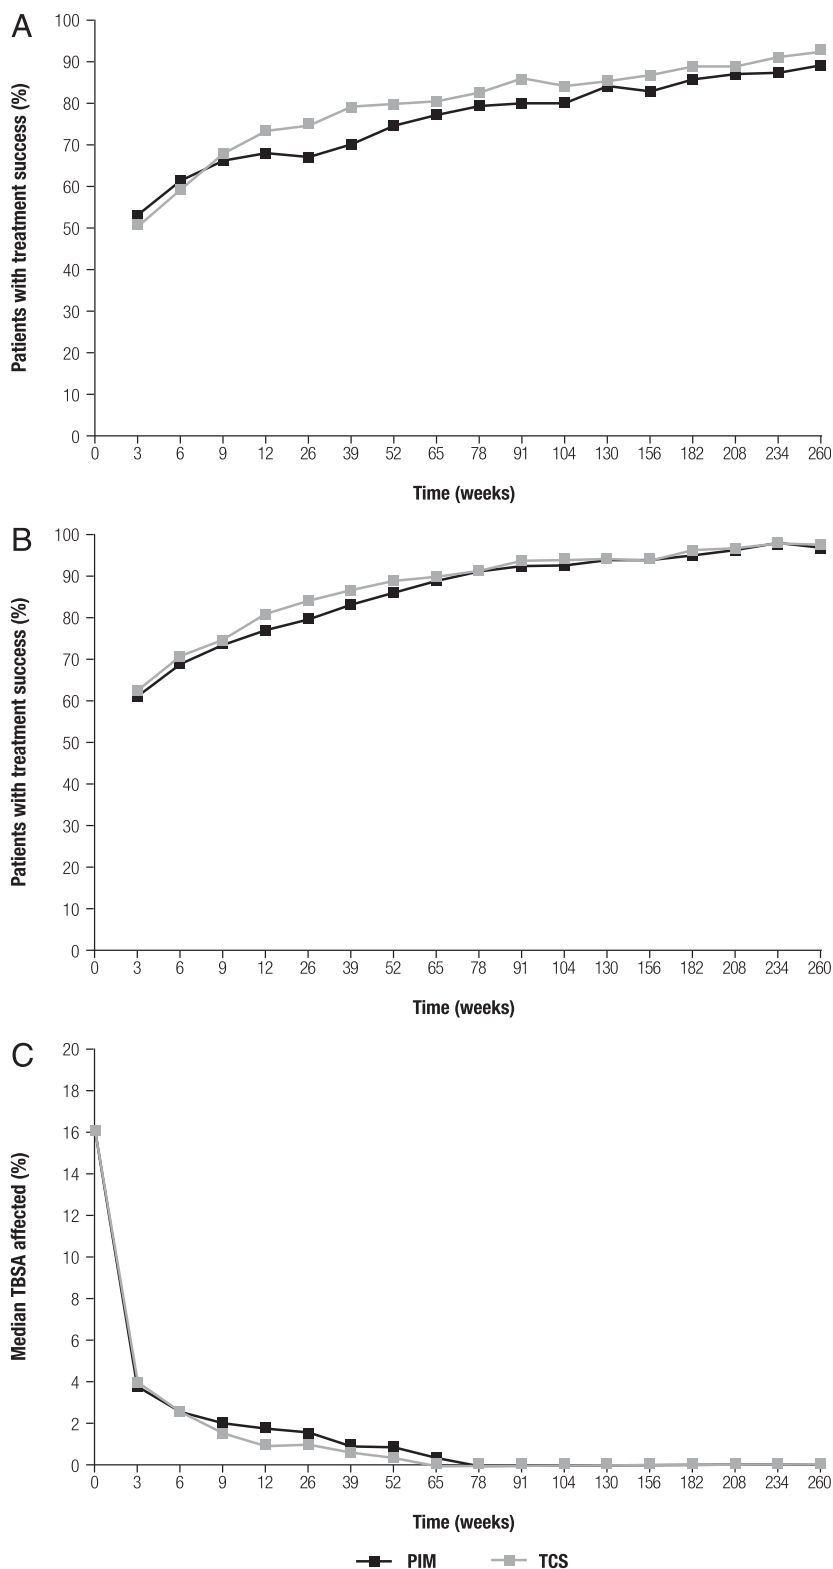 A
Patients with treatment success (%)
100
90
80
70
60
50
40
30
20
10
0
0 3 6 9 12 26 39 52 65 78 91 104 130 156 182 208 234 260
Time (weeks)
B
Patients with treatment success (%)
100
90
80
70
60
50
40
30
20
10
0
0 3 6 9 12 26 39 52 65 78 91 104 130 156 182 208 234 260
Time (weeks)
C
Median TBSA affected (%)
20
18
16
14
12
10
8
6
4
2
0
0 3 6 9 12 26 39 52 65 78 91 104 130 156 182 208 234 260
Time (weeks)
PIM TCS